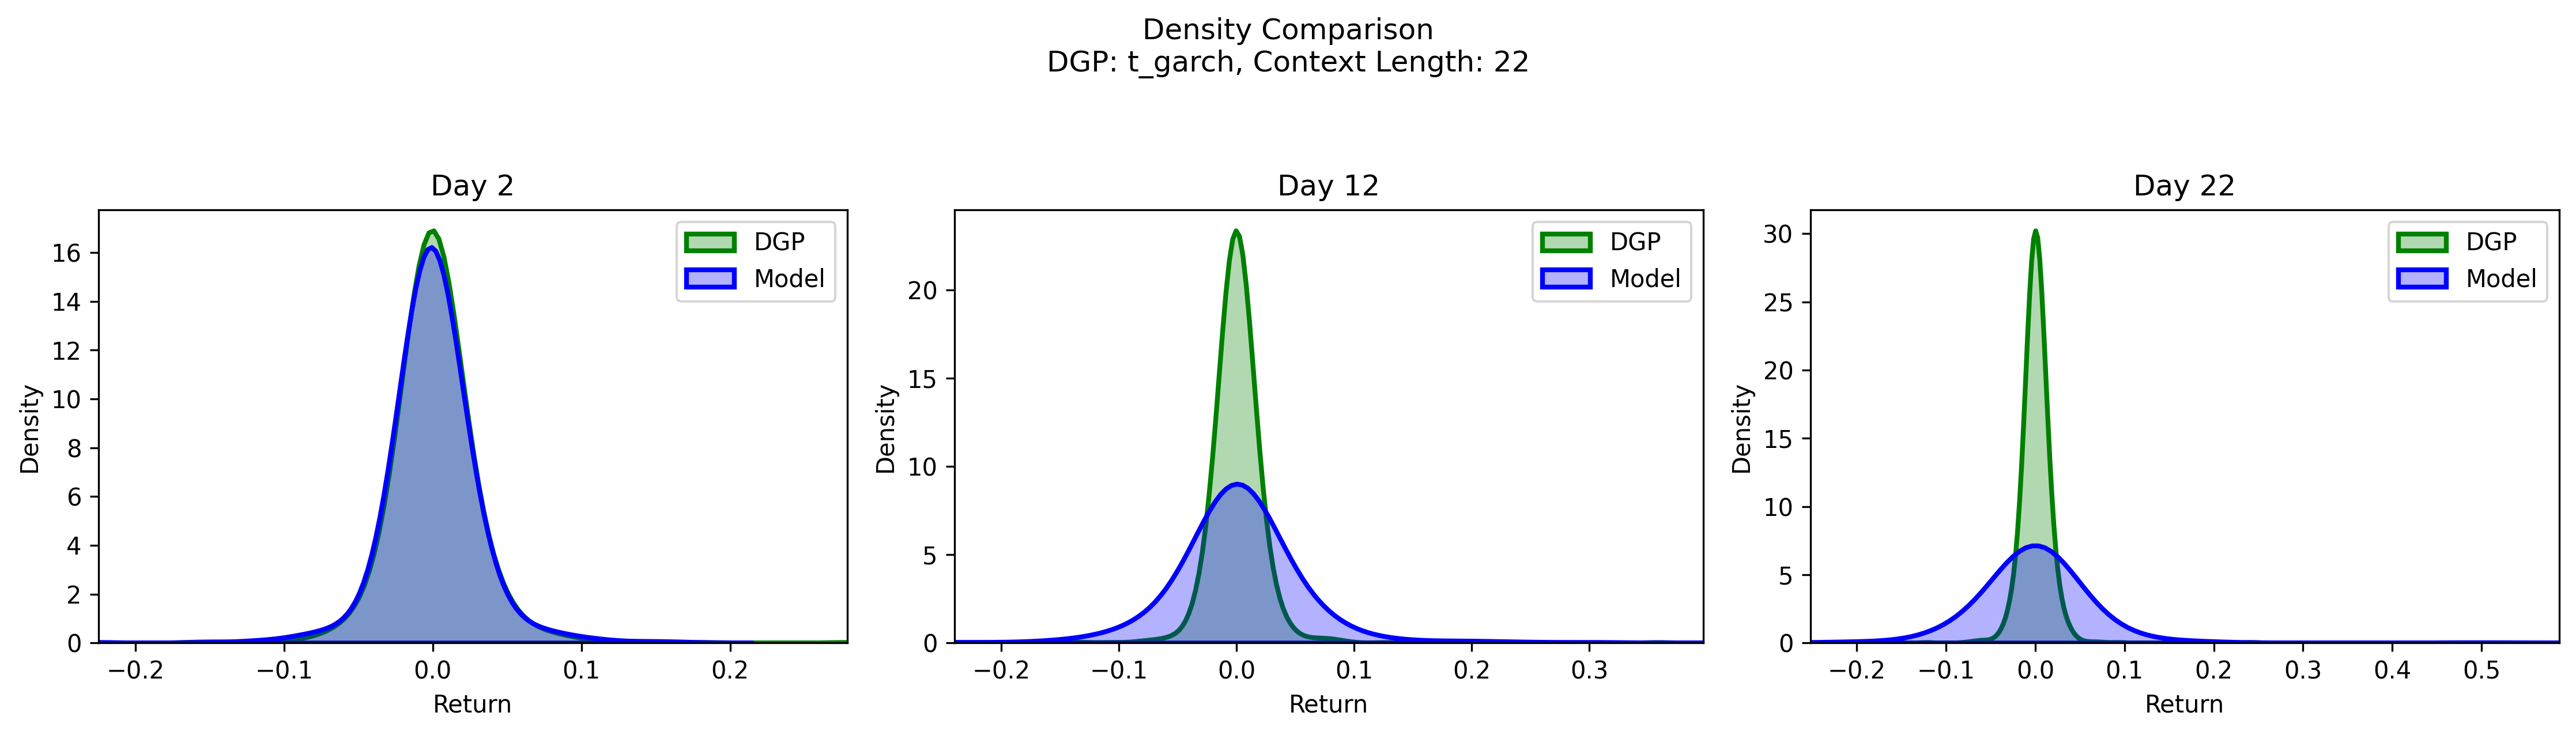 Density Comparison
DGP: t_garch, Context Length: 22
Day 2
Density
16
14
12
10
8
6
4
2
0
−0.2
−0.1
0.0
0.1
0.2
Return
DGP
Model
Day 12
Density
20
15
10
5
0
−0.2
−0.1
0.0
0.1
0.2
0.3
Return
DGP
Model
Day 22
Density
30
25
20
15
10
5
0
−0.2
−0.1
0.0
0.1
0.2
0.3
0.4
0.5
Return
DGP
Model